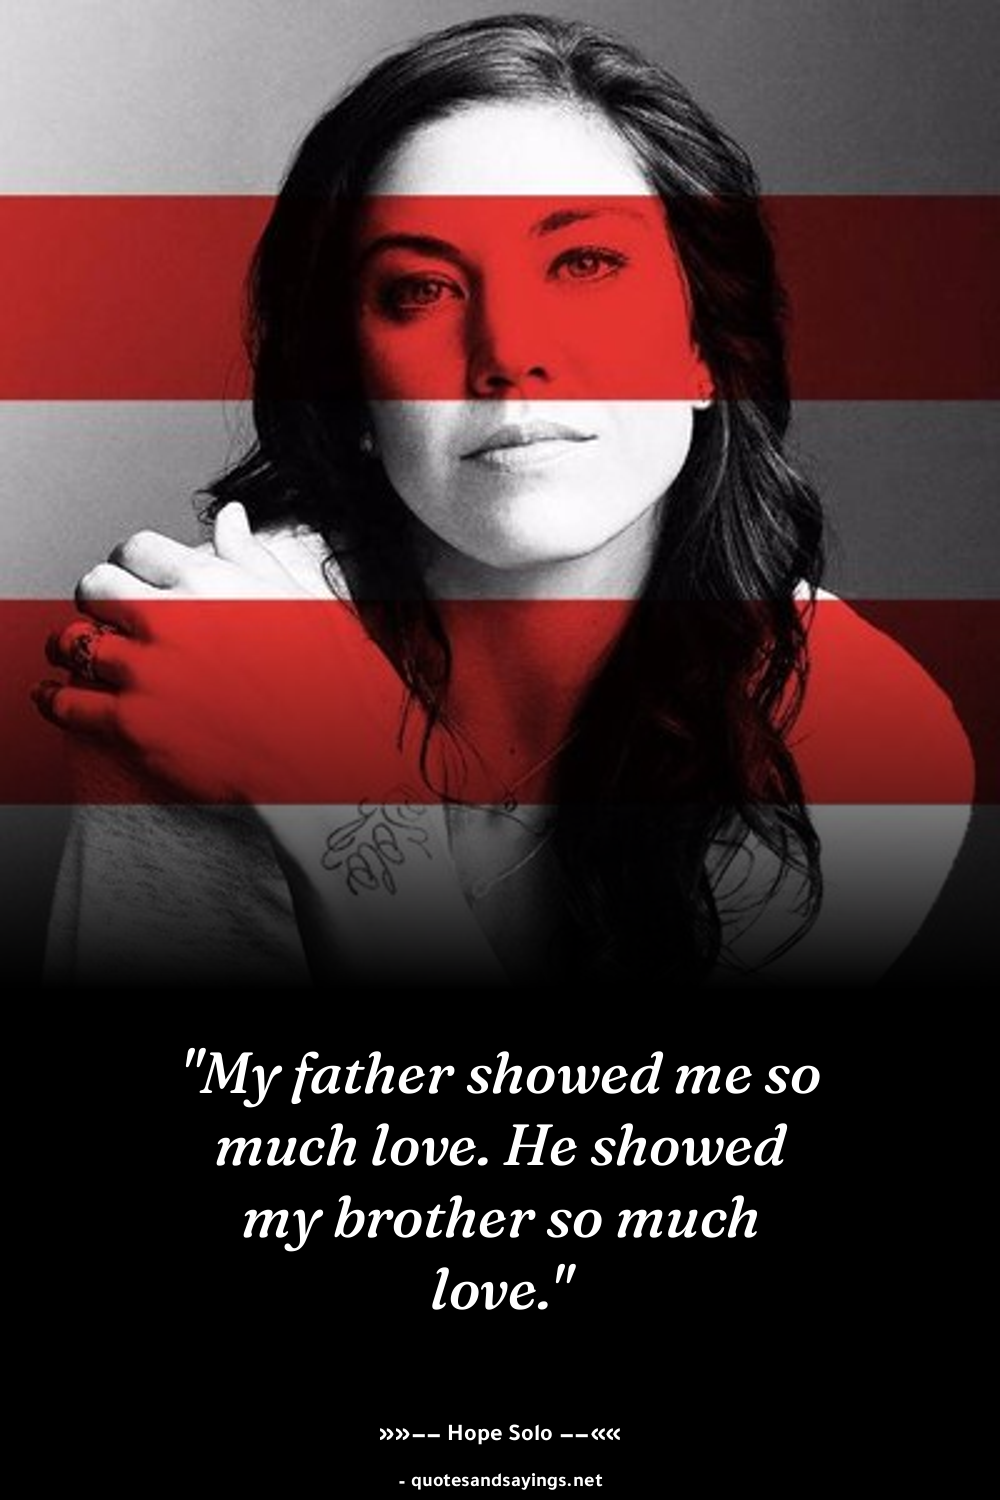 "My father showed me so
much love. He showed
my brother so much
love."
»»—— Hope Solo ——««
- quotesandsayings.net